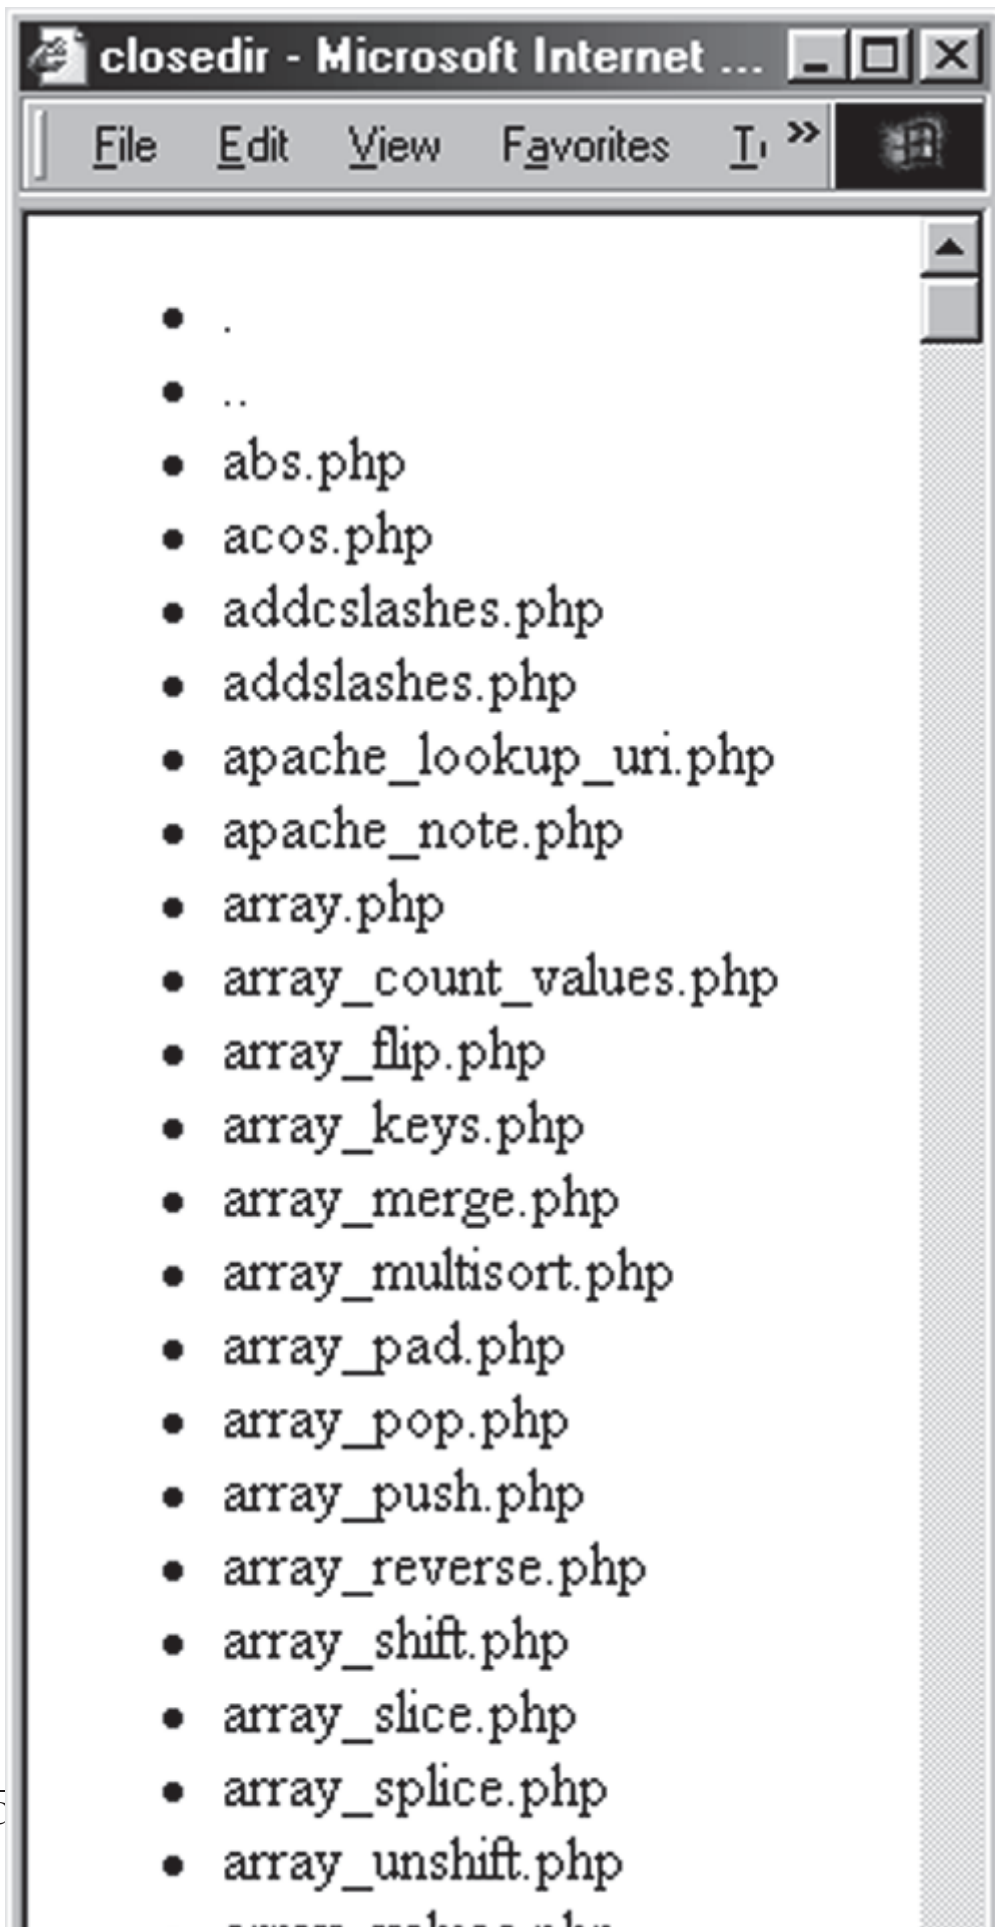 closedir - Microsoft Internet ...
File Edit View Favorites »
• .
• ..
• abs.php
• acos.php
• addcslashes.php
• addslashes.php
• apache_lookup_uri.php
• apache_note.php
• array.php
• array_count_values.php
• array_flip.php
• array_keys.php
• array_merge.php
• array_multisort.php
• array_pad.php
• array_pop.php
• array_push.php
• array_reverse.php
• array_shift.php
• array_slice.php
• array_splice.php
• array_unshift.php